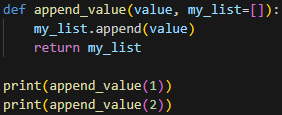 def append_value(value, my_list=[]):
    my_list.append(value)
    return my_list

print(append_value(1))
print(append_value(2))